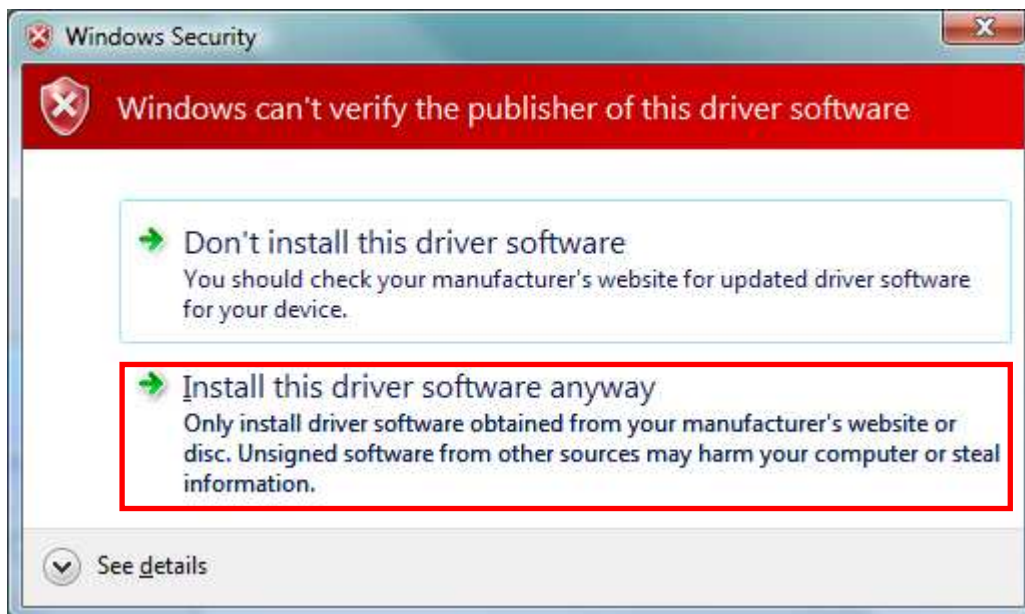 Windows Security
Windows can't verify the publisher of this driver software
Don't install this driver software
You should check your manufacturer's website for updated driver software
for your device.
Install this driver software anyway
Only install driver software obtained from your manufacturer's website or
disc. Unsigned software from other sources may harm your computer or steal
information.
See details